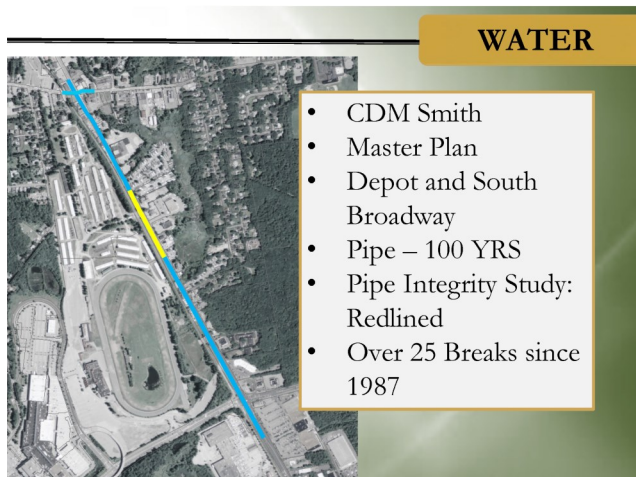 WATER
• CDM Smith
• Master Plan
• Depot and South
Broadway
• Pipe – 100 YRS
• Pipe Integrity Study:
Redlined
• Over 25 Breaks since
1987